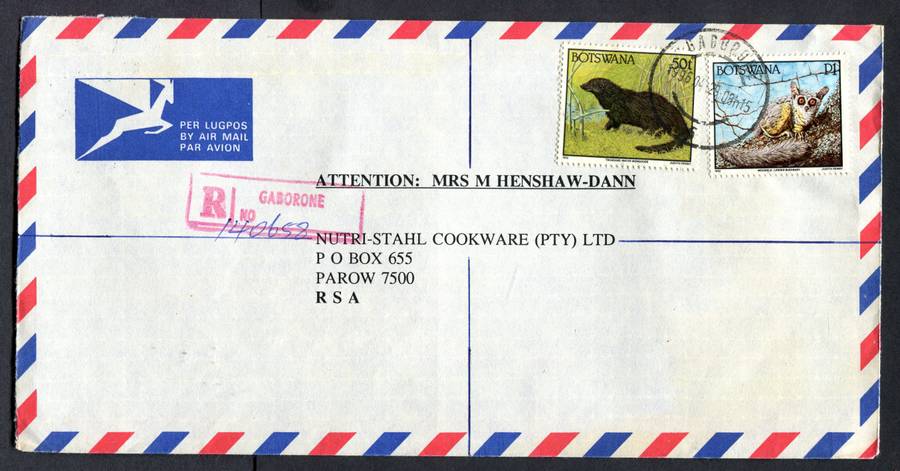 PER LUGPOS
BY AIR MAIL
PAR AVION
BOTSWANA 50t
BOTSWANA P1
R GABORONE
NO
140652
ATTENTION: MRS M HENSHAW-DANN
NUTRI-STAHL COOKWARE (PTY) LTD
P O BOX 655
PAROW 7500
R S A